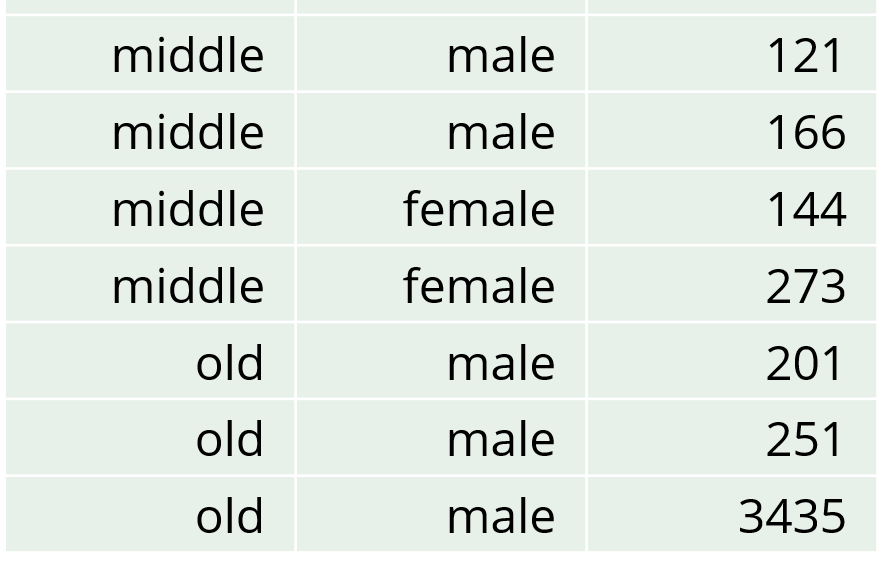 middle male 121
middle male 166
middle female 144
middle female 273
old male 201
old male 251
old male 3435